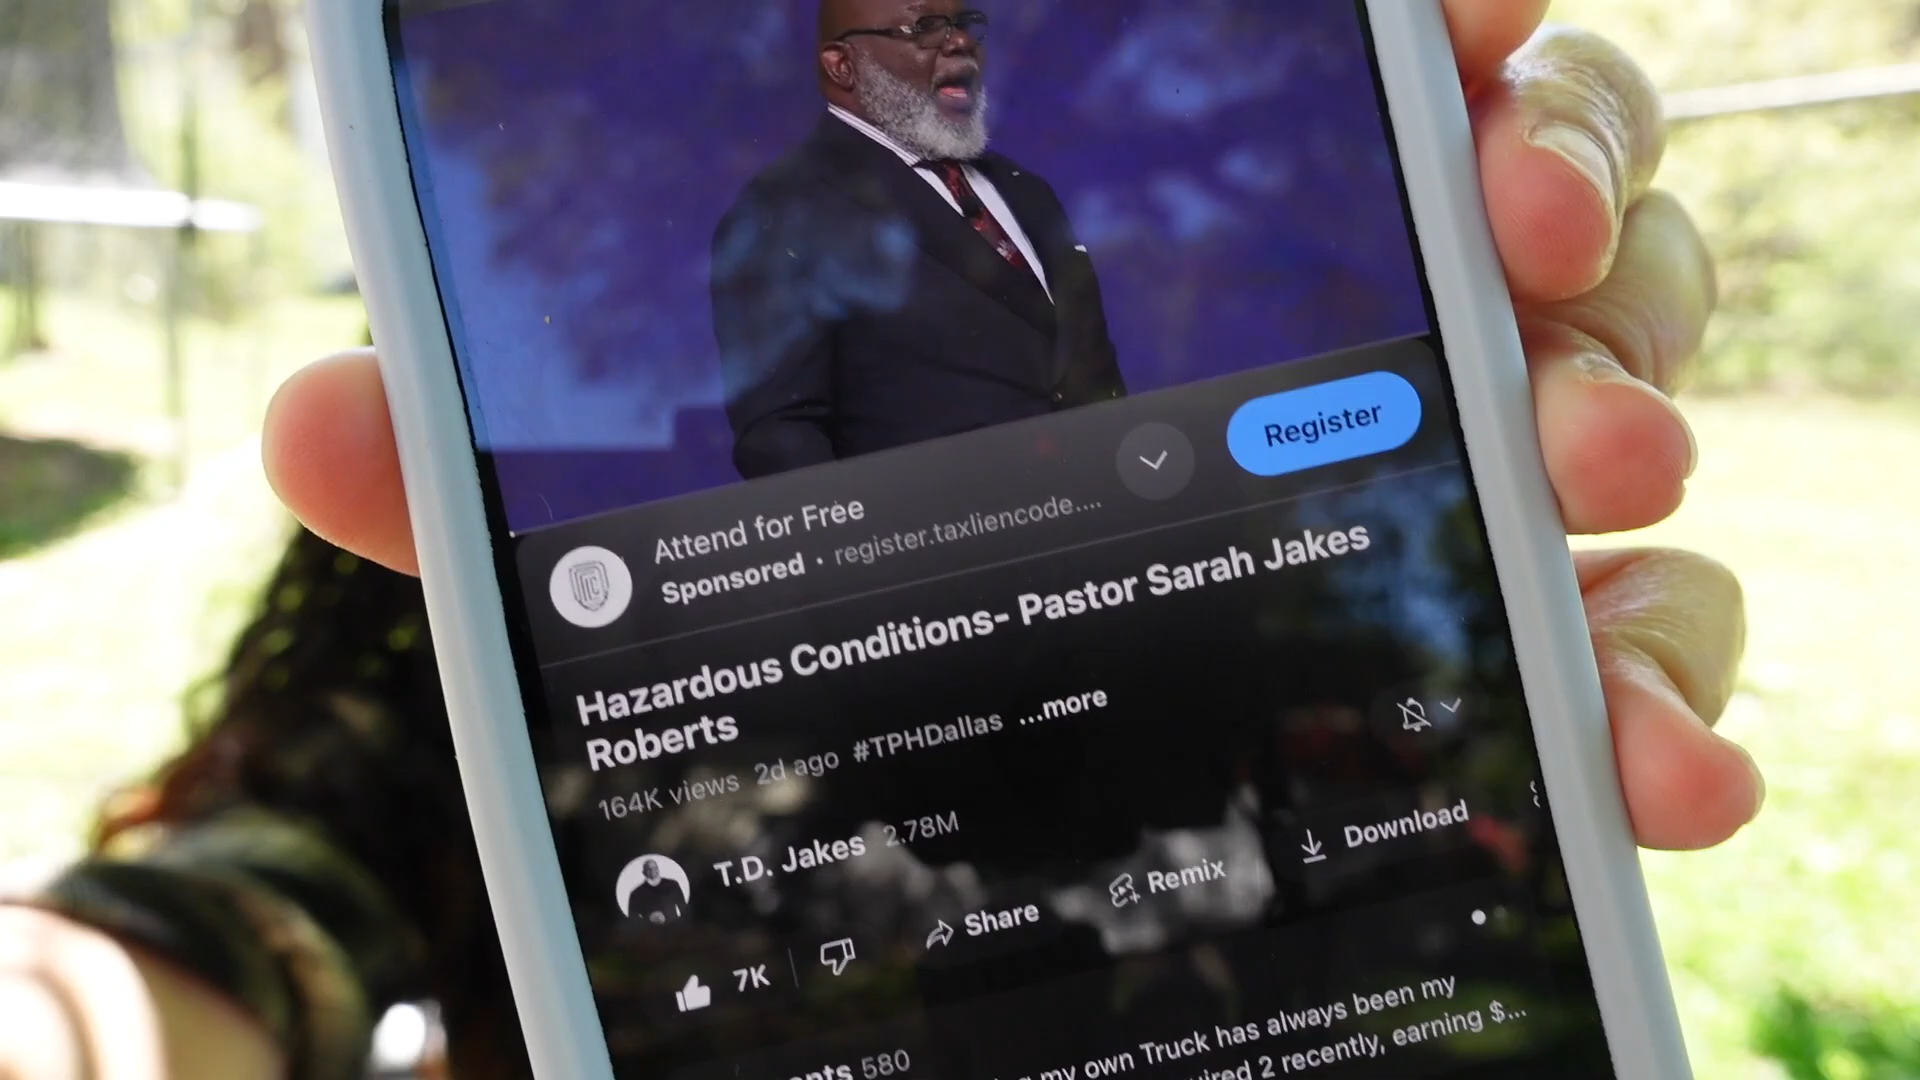 Register
Attend for Free
Sponsored · register.taxliencode....
Hazardous Conditions- Pastor Sarah Jakes
Roberts
164K views 2d ago #TPHDallas ...more
T.D. Jakes 2.78M
7K Share Remix Download
580
my own Truck has always been my
2 recently, earning $...